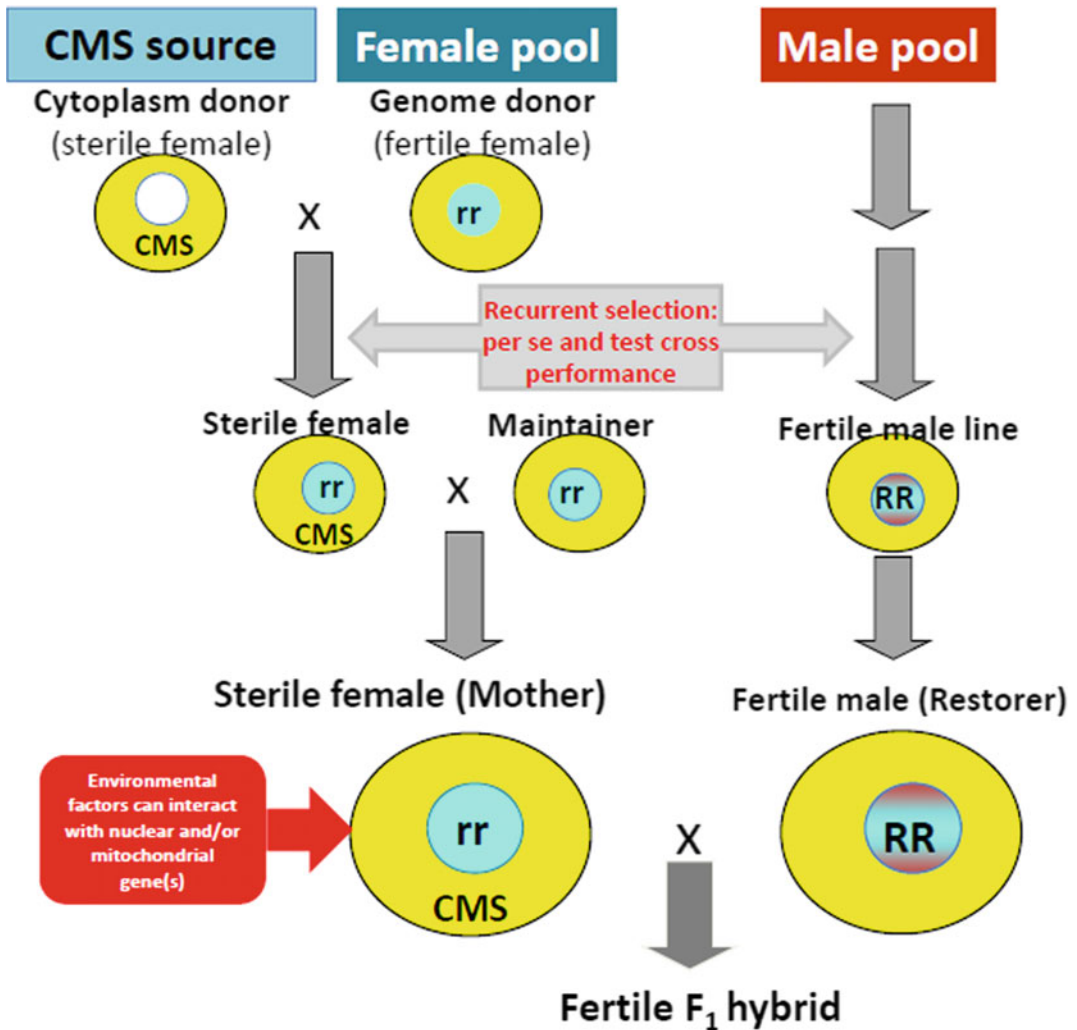 CMS source
Female pool
Male pool
Cytoplasm donor
(sterile female)
Genome donor
(fertile female)
CMS
X
rr
Recurrent selection:
per se and test cross
performance
Sterile female
Maintainer
Fertile male line
rr
CMS
X
rr
RR
Sterile female (Mother)
Fertile male (Restorer)
Environmental
factors can interact
with nuclear and/or
mitochondrial
gene(s)
rr
CMS
X
RR
Fertile F₁ hybrid